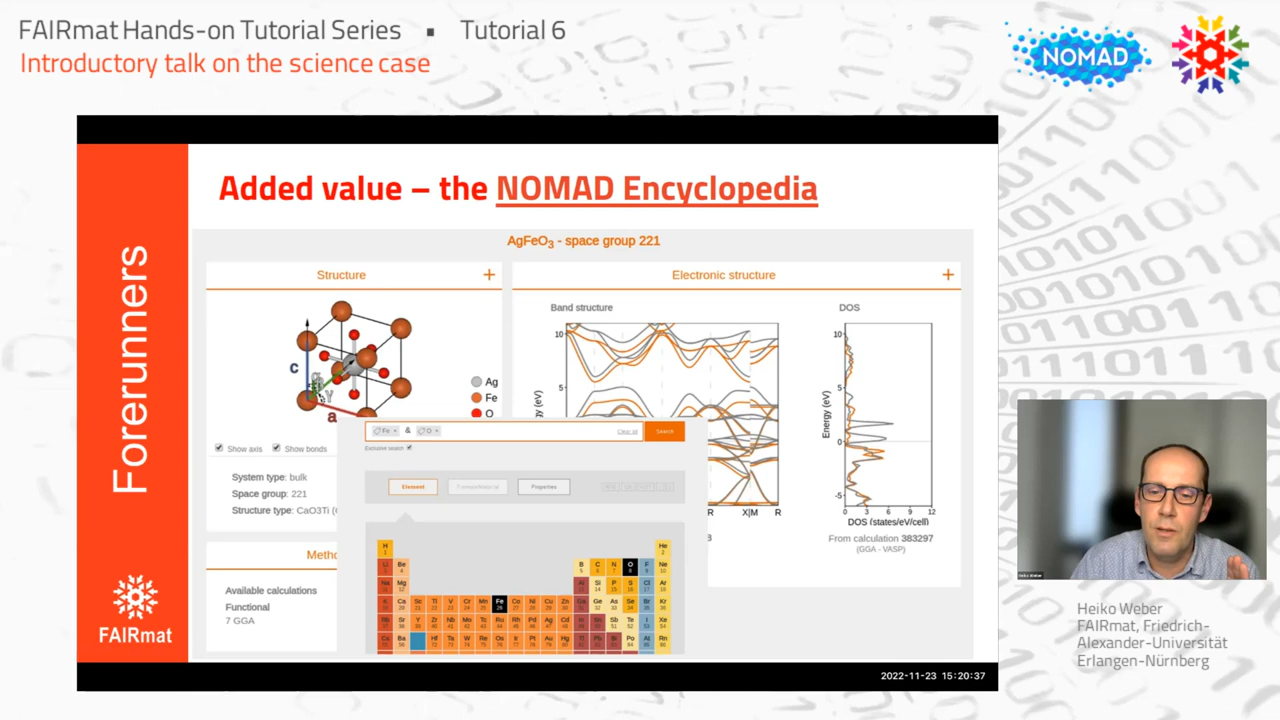 FAIRmat Hands-on Tutorial Series ▪ Tutorial 6
Introductory talk on the science case
NOMAD
Forerunners
FAIRmat
Added value – the NOMAD Encyclopedia
AgFeO3 - space group 221
Structure +
c
a
Ag
Fe
O
Show axis Show bonds
System type: bulk
Space group: 221
Structure type: CaO3Ti
Available calculations
Functional
7 GGA
Electronic structure +
Band structure
10
5
R X|M R
DOS
Energy (eV)
10
5
0
-5
0 3 6 9 12
DOS (states/eV/cell)
From calculation 383297
(GGA - VASP)
Fe & O
Clear All
Search
Exclusive search
Element
Properties
H He
Li Be B C N O F Ne
Na Mg Al Si P S Cl Ar
K Ca Sc Ti V Cr Mn Fe Co Ni Cu Zn Ga Ge As Se Br Kr
Rb Sr Y Zr Nb Mo Tc Ru Rh Pd Ag Cd In Sn Sb Te I Xe
Cs Ba Hf Ta W Re Os Ir Pt Au Hg Tl Pb Bi Po At Rn
2022-11-23 15:20:37
Heiko Weber
FAIRmat, Friedrich-
Alexander-Universität
Erlangen-Nürnberg